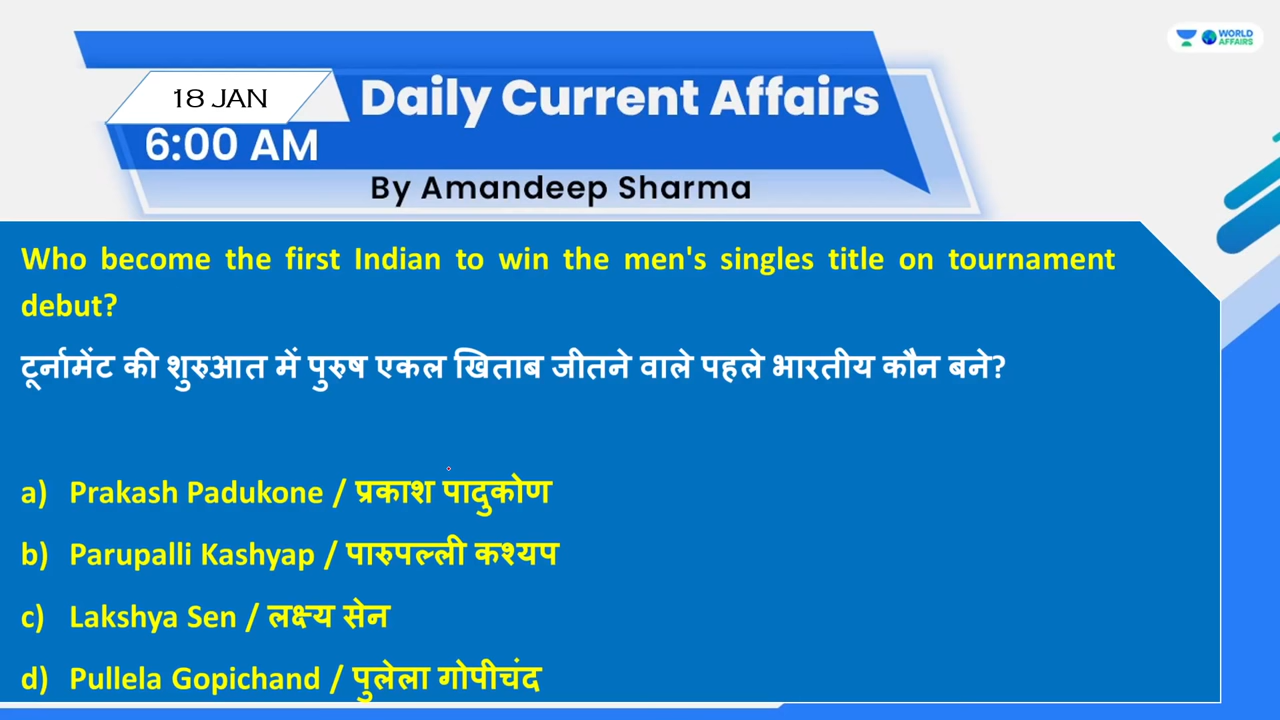 WORLD
AFFAIRS
18 JAN
Daily Current Affairs
6:00 AM
By Amandeep Sharma
Who become the first Indian to win the men's singles title on tournament
debut?
टूर्नामेंट की शुरुआत में पुरुष एकल खिताब जीतने वाले पहले भारतीय कौन बने?
a) Prakash Padukone / प्रकाश पादुकोण
b) Parupalli Kashyap / पारुपल्ली कश्यप
c) Lakshya Sen / लक्ष्य सेन
d) Pullela Gopichand / पुलेला गोपीचंद